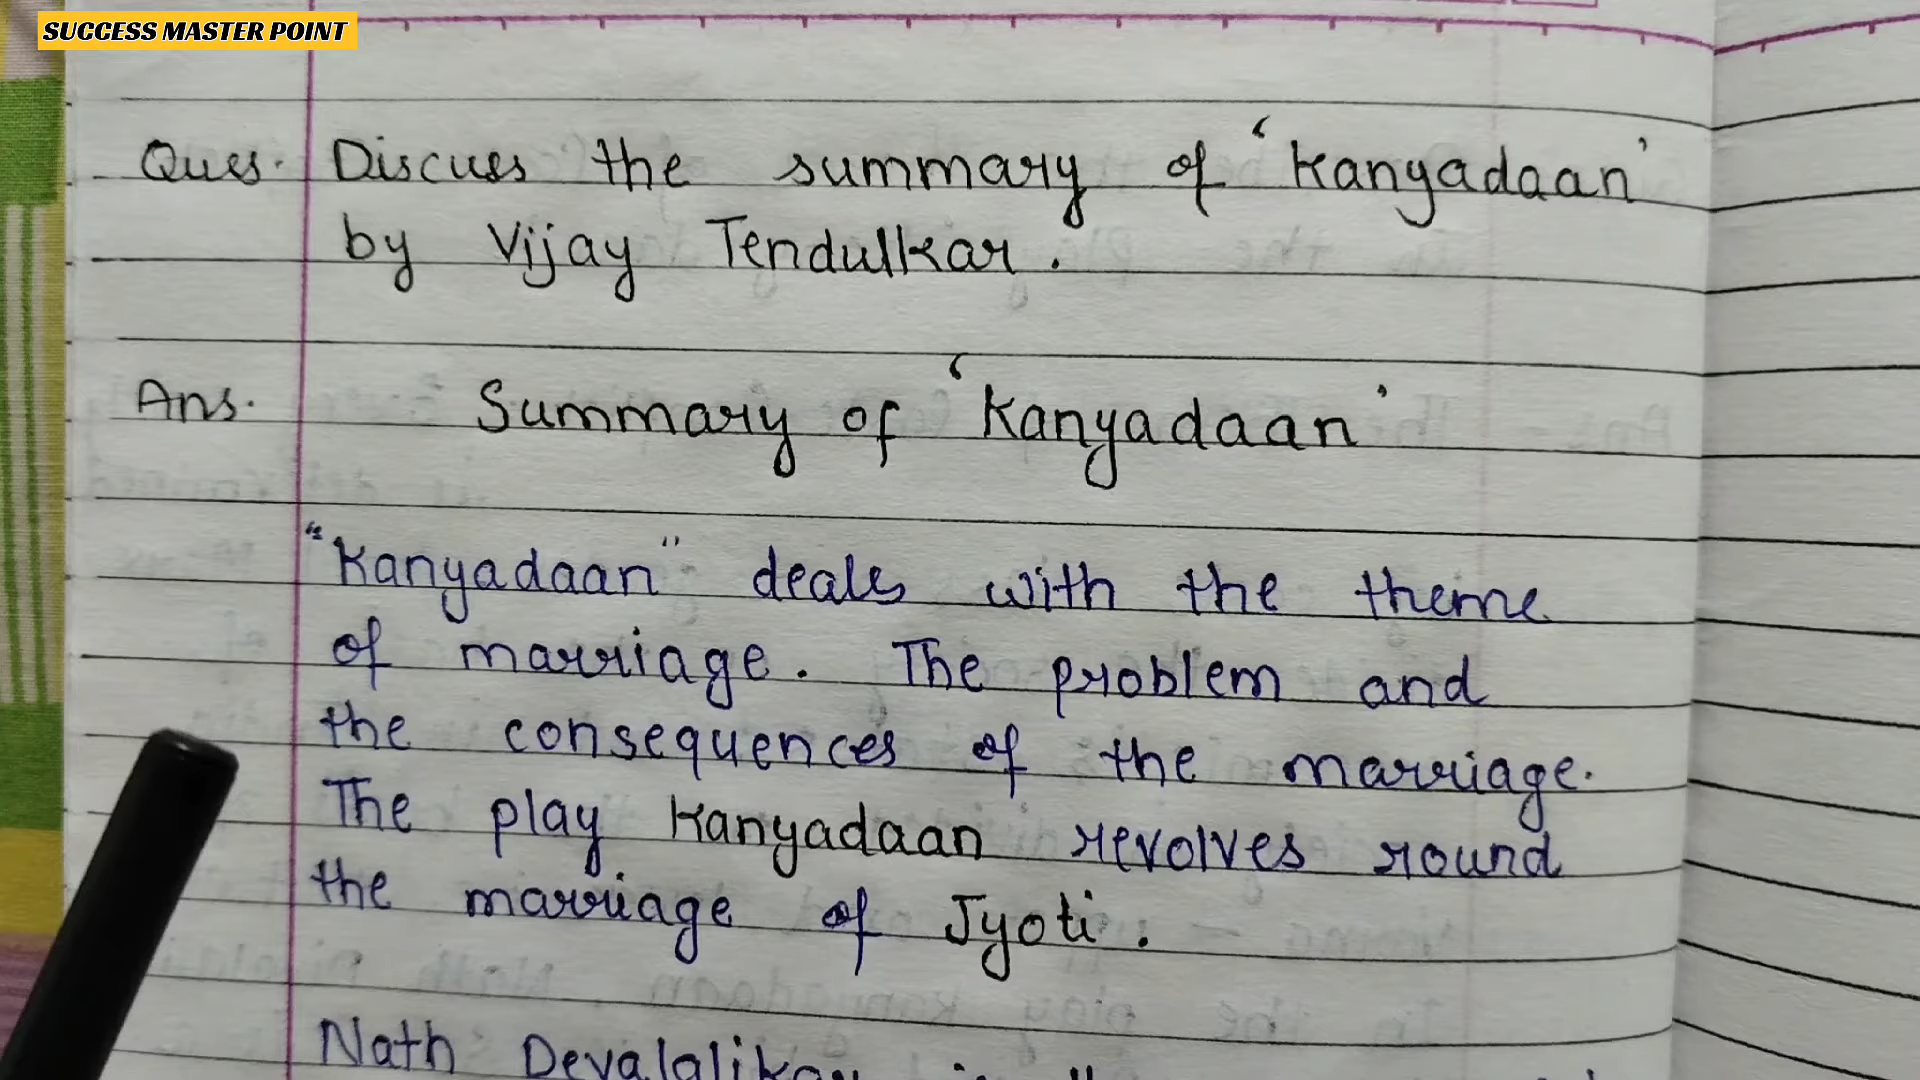 SUCCESS MASTER POINT
Ques. Discuss the summary of 'Kanyadaan'
by Vijay Tendulkar.
Ans. Summary of 'Kanyadaan'
"Kanyadaan" deals with the theme
of marriage. The problem and
the consequences of the marriage.
The play Kanyadaan revolves round
the marriage of Jyoti.
Nath Devalalikar